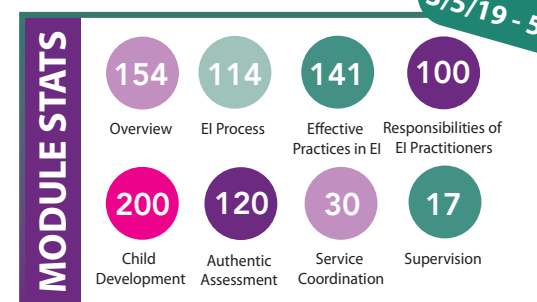 MODULE STATS
154
114
141
100
Overview
EI Process
Effective
Practices in EI
Responsibilities of
EI Practitioners
200
120
30
17
Child
Development
Authentic
Assessment
Service
Coordination
Supervision